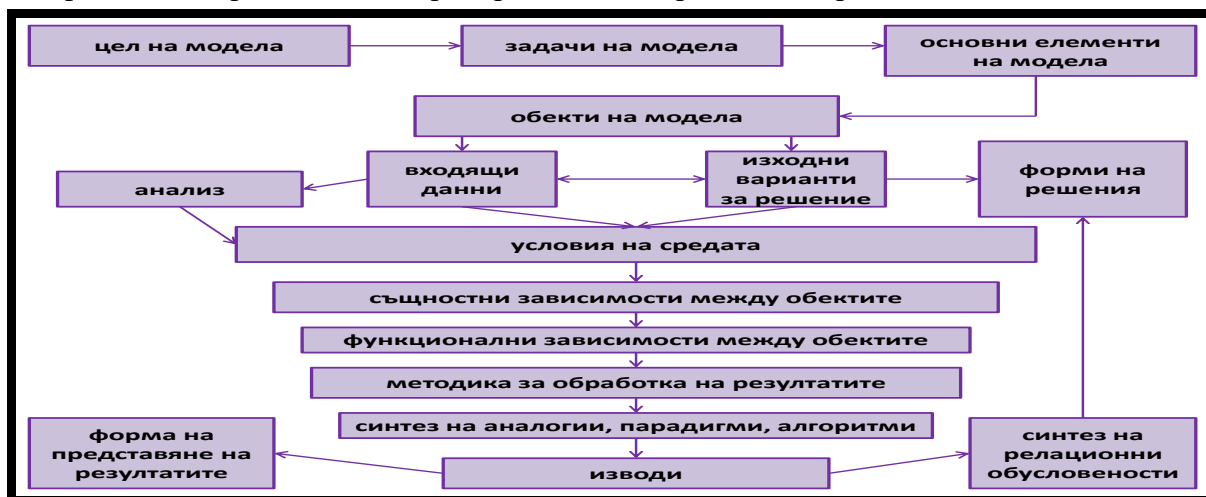 цел на модела
задачи на модела
основни елементи
на модела
обекти на модела
анализ
входящи
данни
изходни
варианти
за решение
форми на
решения
условия на средата
същностни зависимости между обектите
функционални зависимости между обектите
методика за обработка на резултатите
синтез на аналогии, парадигми, алгоритми
форма на
представяне на
резултатите
изводи
синтез на
релационни
обусловености